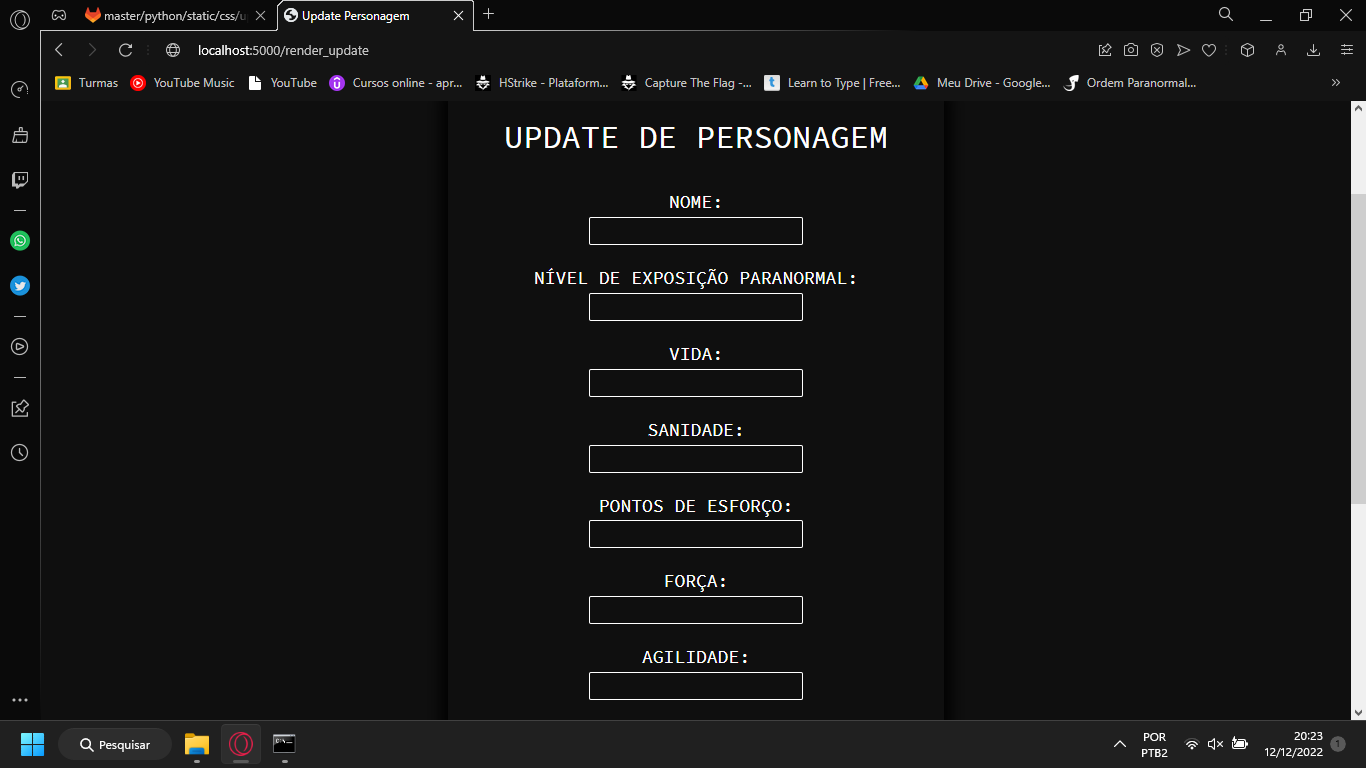 master/python/static/css/u
Update Personagem
localhost:5000/render_update
Turmas
YouTube Music
YouTube
Cursos online - apr...
HStrike - Plataform...
Capture The Flag -...
Learn to Type | Free...
Meu Drive - Google...
Ordem Paranormal...
UPDATE DE PERSONAGEM
NOME:
NÍVEL DE EXPOSIÇÃO PARANORMAL:
VIDA:
SANIDADE:
PONTOS DE ESFORÇO:
FORÇA:
AGILIDADE:
Pesquisar
POR
PTB2
20:23
12/12/2022
1